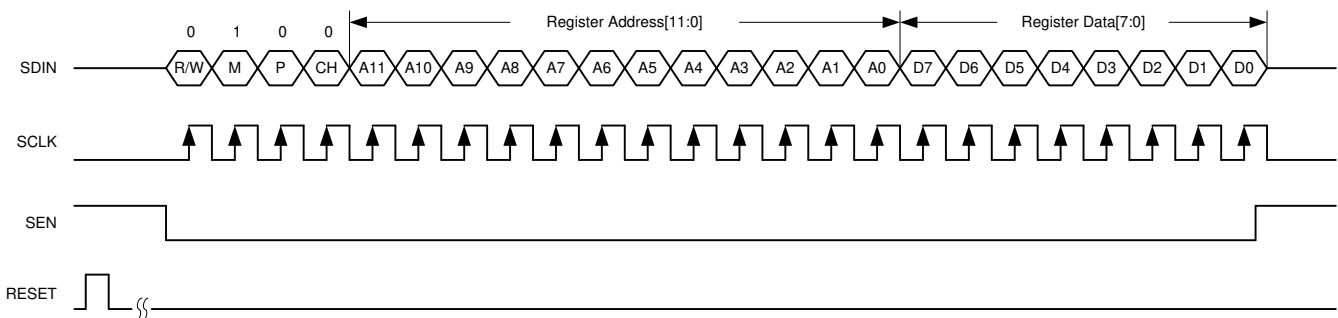 Register Address[11:0] Register Data[7:0]
0 1 0 0
SDIN R/W M P CH A11 A10 A9 A8 A7 A6 A5 A4 A3 A2 A1 A0 D7 D6 D5 D4 D3 D2 D1 D0
SCLK
SEN
RESET